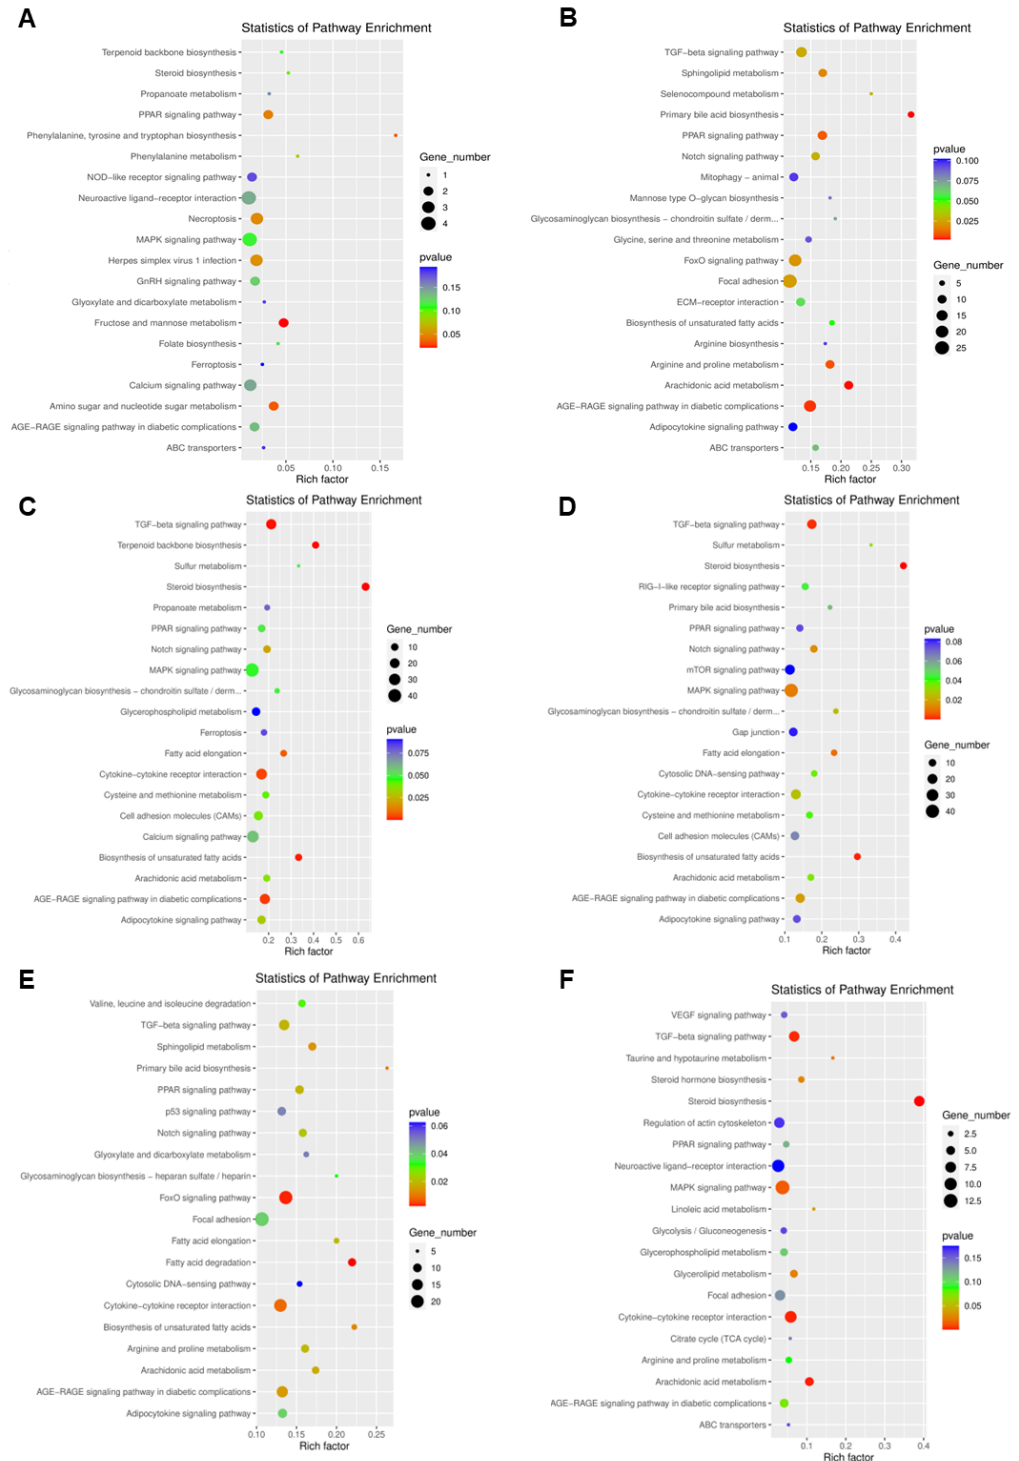 A
Statistics of Pathway Enrichment
Terpenoid backbone biosynthesis
Steroid biosynthesis
Propanoate metabolism
PPAR signaling pathway
Phenylalanine, tyrosine and tryptophan biosynthesis
Phenylalanine metabolism
NOD−like receptor signaling pathway
Neuroactive ligand−receptor interaction
Necroptosis
MAPK signaling pathway
Herpes simplex virus 1 infection
GnRH signaling pathway
Glyoxylate and dicarboxylate metabolism
Fructose and mannose metabolism
Folate biosynthesis
Ferroptosis
Calcium signaling pathway
Amino sugar and nucleotide sugar metabolism
AGE−RAGE signaling pathway in diabetic complications
ABC transporters
0.05 0.10 0.15
Rich factor
Gene_number
1
2
3
4
pvalue
0.15
0.10
0.05
B
Statistics of Pathway Enrichment
TGF−beta signaling pathway
Sphingolipid metabolism
Selenocompound metabolism
Primary bile acid biosynthesis
PPAR signaling pathway
Notch signaling pathway
Mitophagy − animal
Mannose type O−glycan biosynthesis
Glycosaminoglycan biosynthesis − chondroitin sulfate / derm...
Glycine, serine and threonine metabolism
FoxO signaling pathway
Focal adhesion
ECM−receptor interaction
Biosynthesis of unsaturated fatty acids
Arginine biosynthesis
Arginine and proline metabolism
Arachidonic acid metabolism
AGE−RAGE signaling pathway in diabetic complications
Adipocytokine signaling pathway
ABC transporters
0.15 0.20 0.25 0.30
Rich factor
pvalue
0.100
0.075
0.050
0.025
Gene_number
5
10
15
20
25
C
Statistics of Pathway Enrichment
TGF−beta signaling pathway
Terpenoid backbone biosynthesis
Sulfur metabolism
Steroid biosynthesis
Propanoate metabolism
PPAR signaling pathway
Notch signaling pathway
MAPK signaling pathway
Glycosaminoglycan biosynthesis − chondroitin sulfate / derm...
Glycerophospholipid metabolism
Ferroptosis
Fatty acid elongation
Cytokine−cytokine receptor interaction
Cysteine and methionine metabolism
Cell adhesion molecules (CAMs)
Calcium signaling pathway
Biosynthesis of unsaturated fatty acids
Arachidonic acid metabolism
AGE−RAGE signaling pathway in diabetic complications
Adipocytokine signaling pathway
0.2 0.3 0.4 0.5 0.6
Rich factor
Gene_number
10
20
30
40
pvalue
0.075
0.050
0.025
D
Statistics of Pathway Enrichment
TGF−beta signaling pathway
Sulfur metabolism
Steroid biosynthesis
RIG−I−like receptor signaling pathway
Primary bile acid biosynthesis
PPAR signaling pathway
Notch signaling pathway
mTOR signaling pathway
MAPK signaling pathway
Glycosaminoglycan biosynthesis − chondroitin sulfate / derm...
Gap junction
Fatty acid elongation
Cytosolic DNA−sensing pathway
Cytokine−cytokine receptor interaction
Cysteine and methionine metabolism
Cell adhesion molecules (CAMs)
Biosynthesis of unsaturated fatty acids
Arachidonic acid metabolism
AGE−RAGE signaling pathway in diabetic complications
Adipocytokine signaling pathway
0.1 0.2 0.3 0.4
Rich factor
pvalue
0.08
0.06
0.04
0.02
Gene_number
10
20
30
40
E
Statistics of Pathway Enrichment
Valine, leucine and isoleucine degradation
TGF−beta signaling pathway
Sphingolipid metabolism
Primary bile acid biosynthesis
PPAR signaling pathway
p53 signaling pathway
Notch signaling pathway
Glyoxylate and dicarboxylate metabolism
Glycosaminoglycan biosynthesis − heparan sulfate / heparin
FoxO signaling pathway
Focal adhesion
Fatty acid elongation
Fatty acid degradation
Cytosolic DNA−sensing pathway
Cytokine−cytokine receptor interaction
Biosynthesis of unsaturated fatty acids
Arginine and proline metabolism
Arachidonic acid metabolism
AGE−RAGE signaling pathway in diabetic complications
Adipocytokine signaling pathway
0.10 0.15 0.20 0.25
Rich factor
pvalue
0.06
0.04
0.02
Gene_number
5
10
15
20
F
Statistics of Pathway Enrichment
VEGF signaling pathway
TGF−beta signaling pathway
Taurine and hypotaurine metabolism
Steroid hormone biosynthesis
Steroid biosynthesis
Regulation of actin cytoskeleton
PPAR signaling pathway
Neuroactive ligand−receptor interaction
MAPK signaling pathway
Linoleic acid metabolism
Glycolysis / Gluconeogenesis
Glycerophospholipid metabolism
Glycerolipid metabolism
Focal adhesion
Cytokine−cytokine receptor interaction
Citrate cycle (TCA cycle)
Arginine and proline metabolism
Arachidonic acid metabolism
AGE−RAGE signaling pathway in diabetic complications
ABC transporters
0.1 0.2 0.3 0.4
Rich factor
Gene_number
2.5
5.0
7.5
10.0
12.5
pvalue
0.15
0.10
0.05